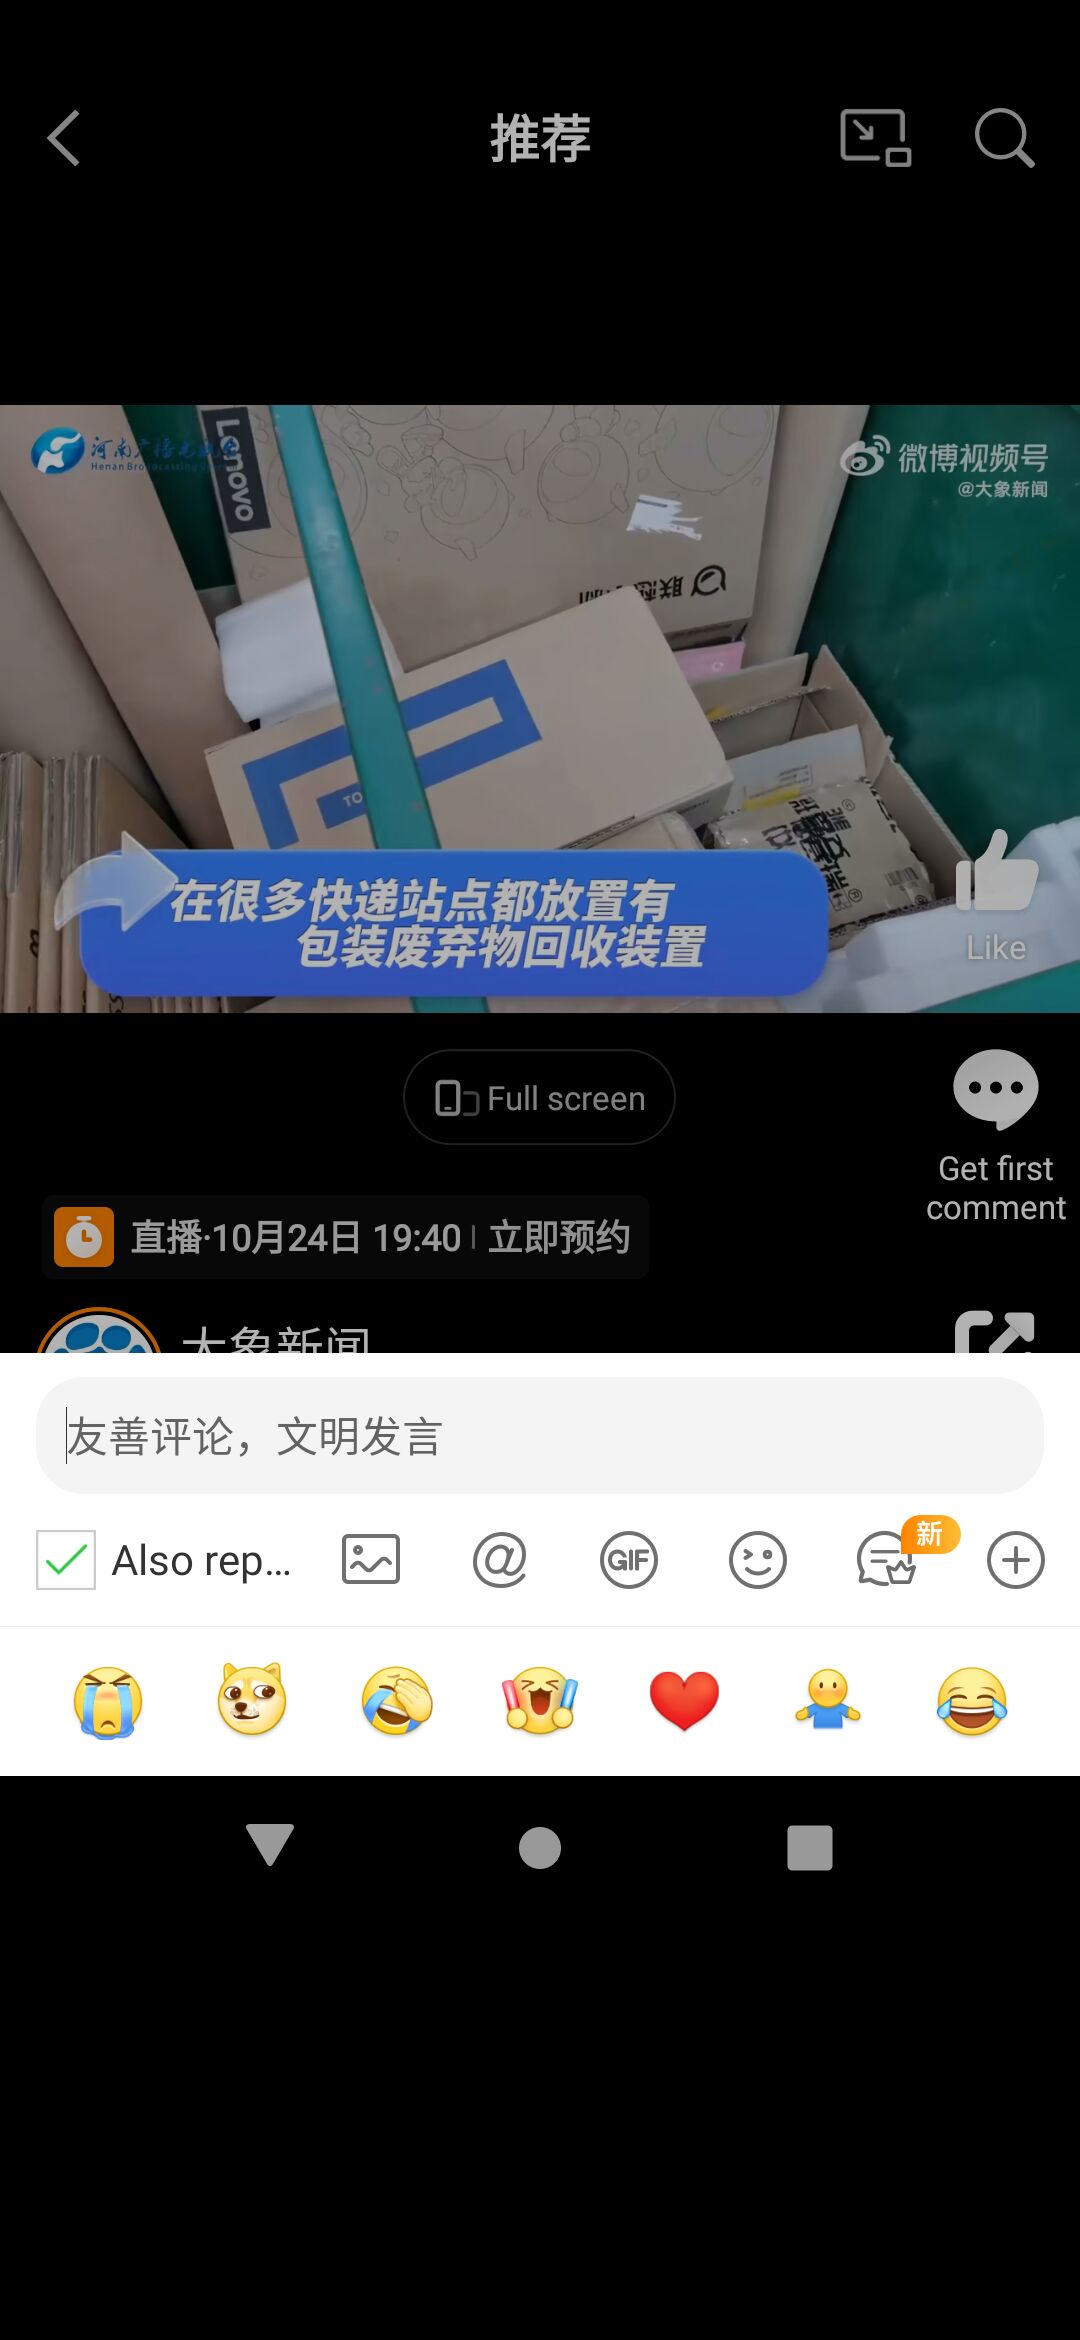 推荐
河南广播电视台
Henan Broadcasting System
Lenovo
微博视频号
@大象新闻
联想
TO
在很多快递站点都放置有
包装废弃物回收装置
Like
Full screen
Get first
comment
直播·10月24日 19:40 | 立即预约
大象新闻
友善评论，文明发言
Also rep...
GIF
新